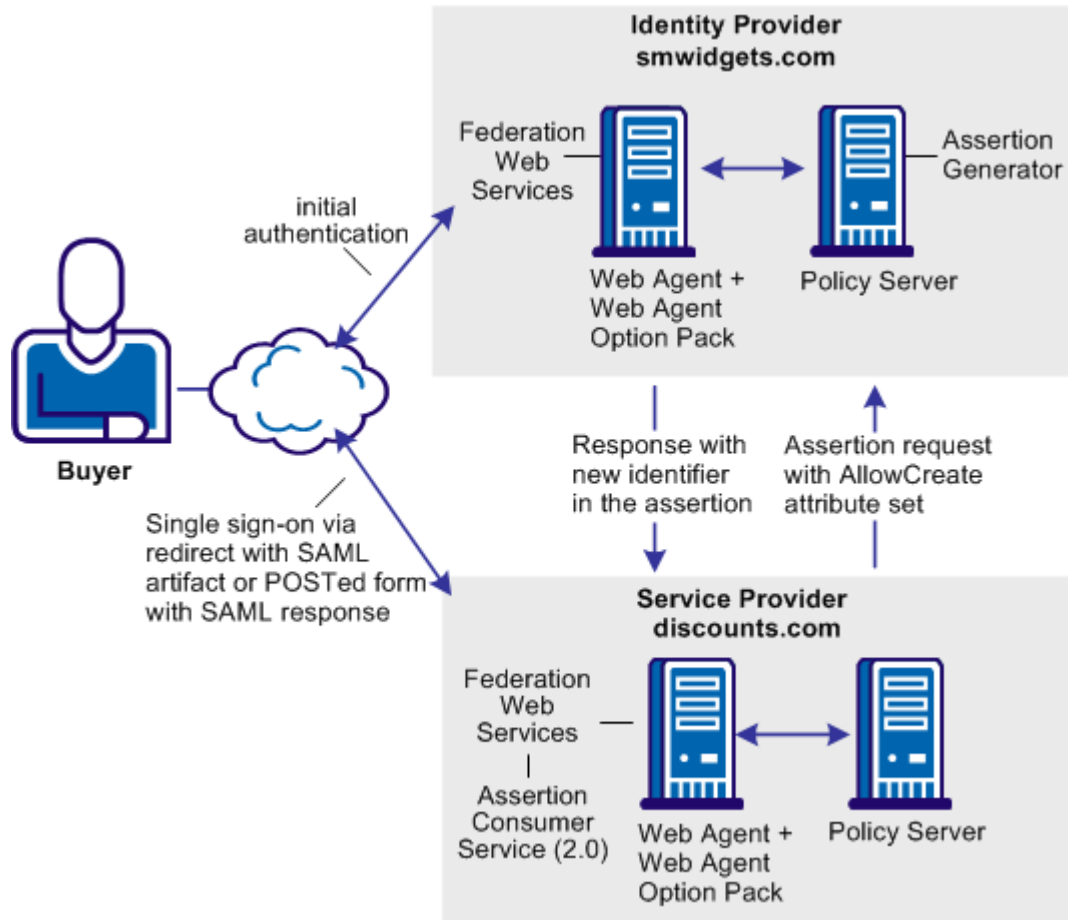 Identity Provider
smwidgets.com
Federation
Web
Services
Assertion
Generator
initial
authentication
Web Agent +
Web Agent
Option Pack
Policy Server
Buyer
Response with
new identifier
in the assertion
Assertion request
with AllowCreate
attribute set
Single sign-on via
redirect with SAML
artifact or POSTed form
with SAML response
Service Provider
discounts.com
Federation
Web
Services
Assertion
Consumer
Service (2.0)
Web Agent +
Web Agent
Option Pack
Policy Server